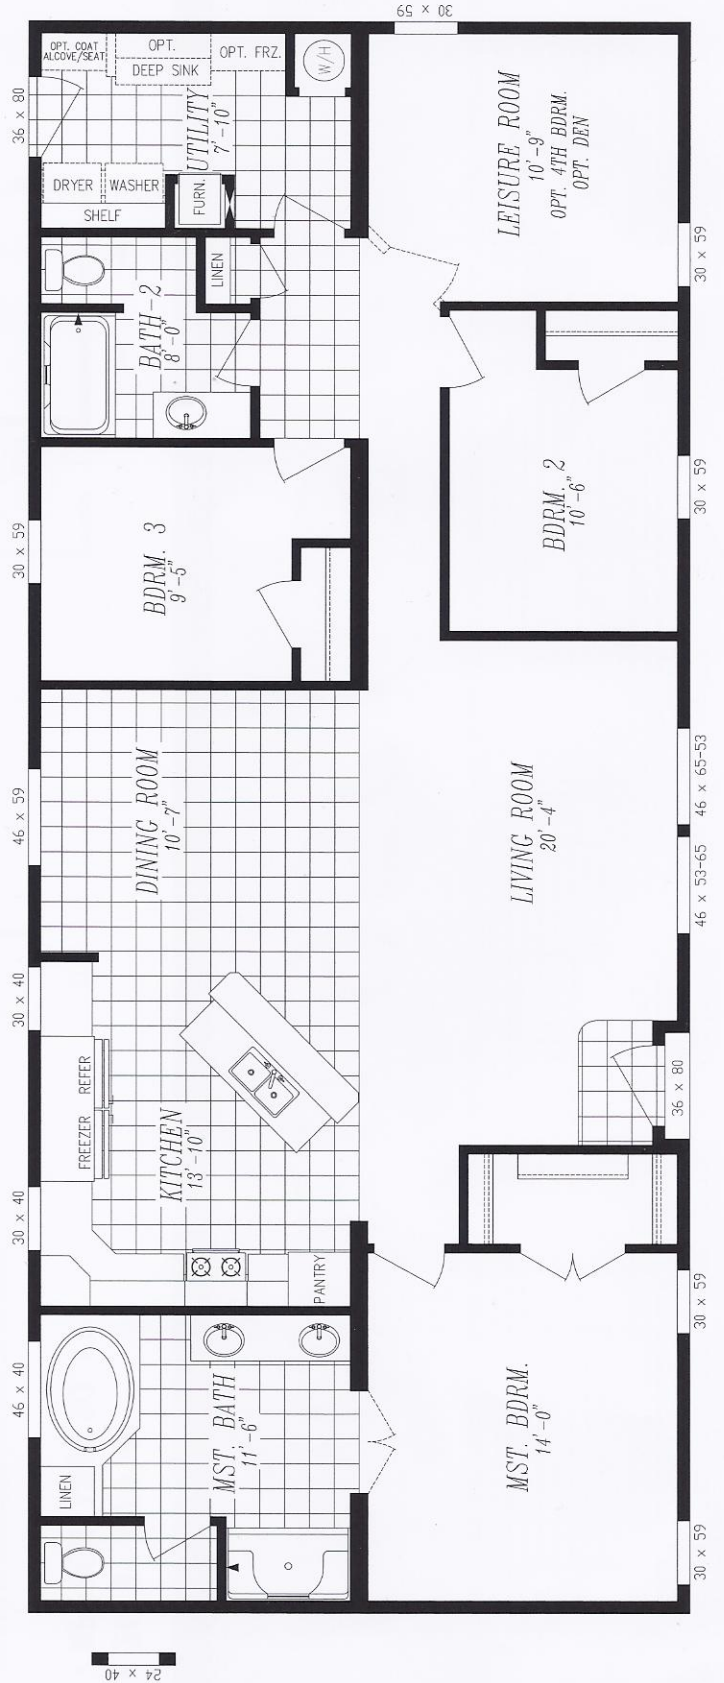 30 x 59
OPT. COAT
ALCOVE/SEAT
OPT.
DEEP SINK
OPT. FRZ.
W/H
36 x 80
UTILITY
7'-10"
LEISURE ROOM
10'-9"
OPT. 4TH BDRM.
OPT. DEN
DRYER
WASHER
SHELF
FURN.
30 x 59
LINEN
BATH-2
8'-0"
30 x 59
BDRM. 2
10'-6"
30 x 59
BDRM. 3
9'-5"
46 x 59
DINING ROOM
10'-7"
LIVING ROOM
20'-4"
46 x 65-53
46 x 53-65
30 x 40
REFER
FREEZER
KITCHEN
13'-10"
36 x 80
30 x 40
PANTRY
30 x 59
46 x 40
MST. BATH
11'-6"
MST. BDRM.
14'-0"
LINEN
30 x 59
24 x 40